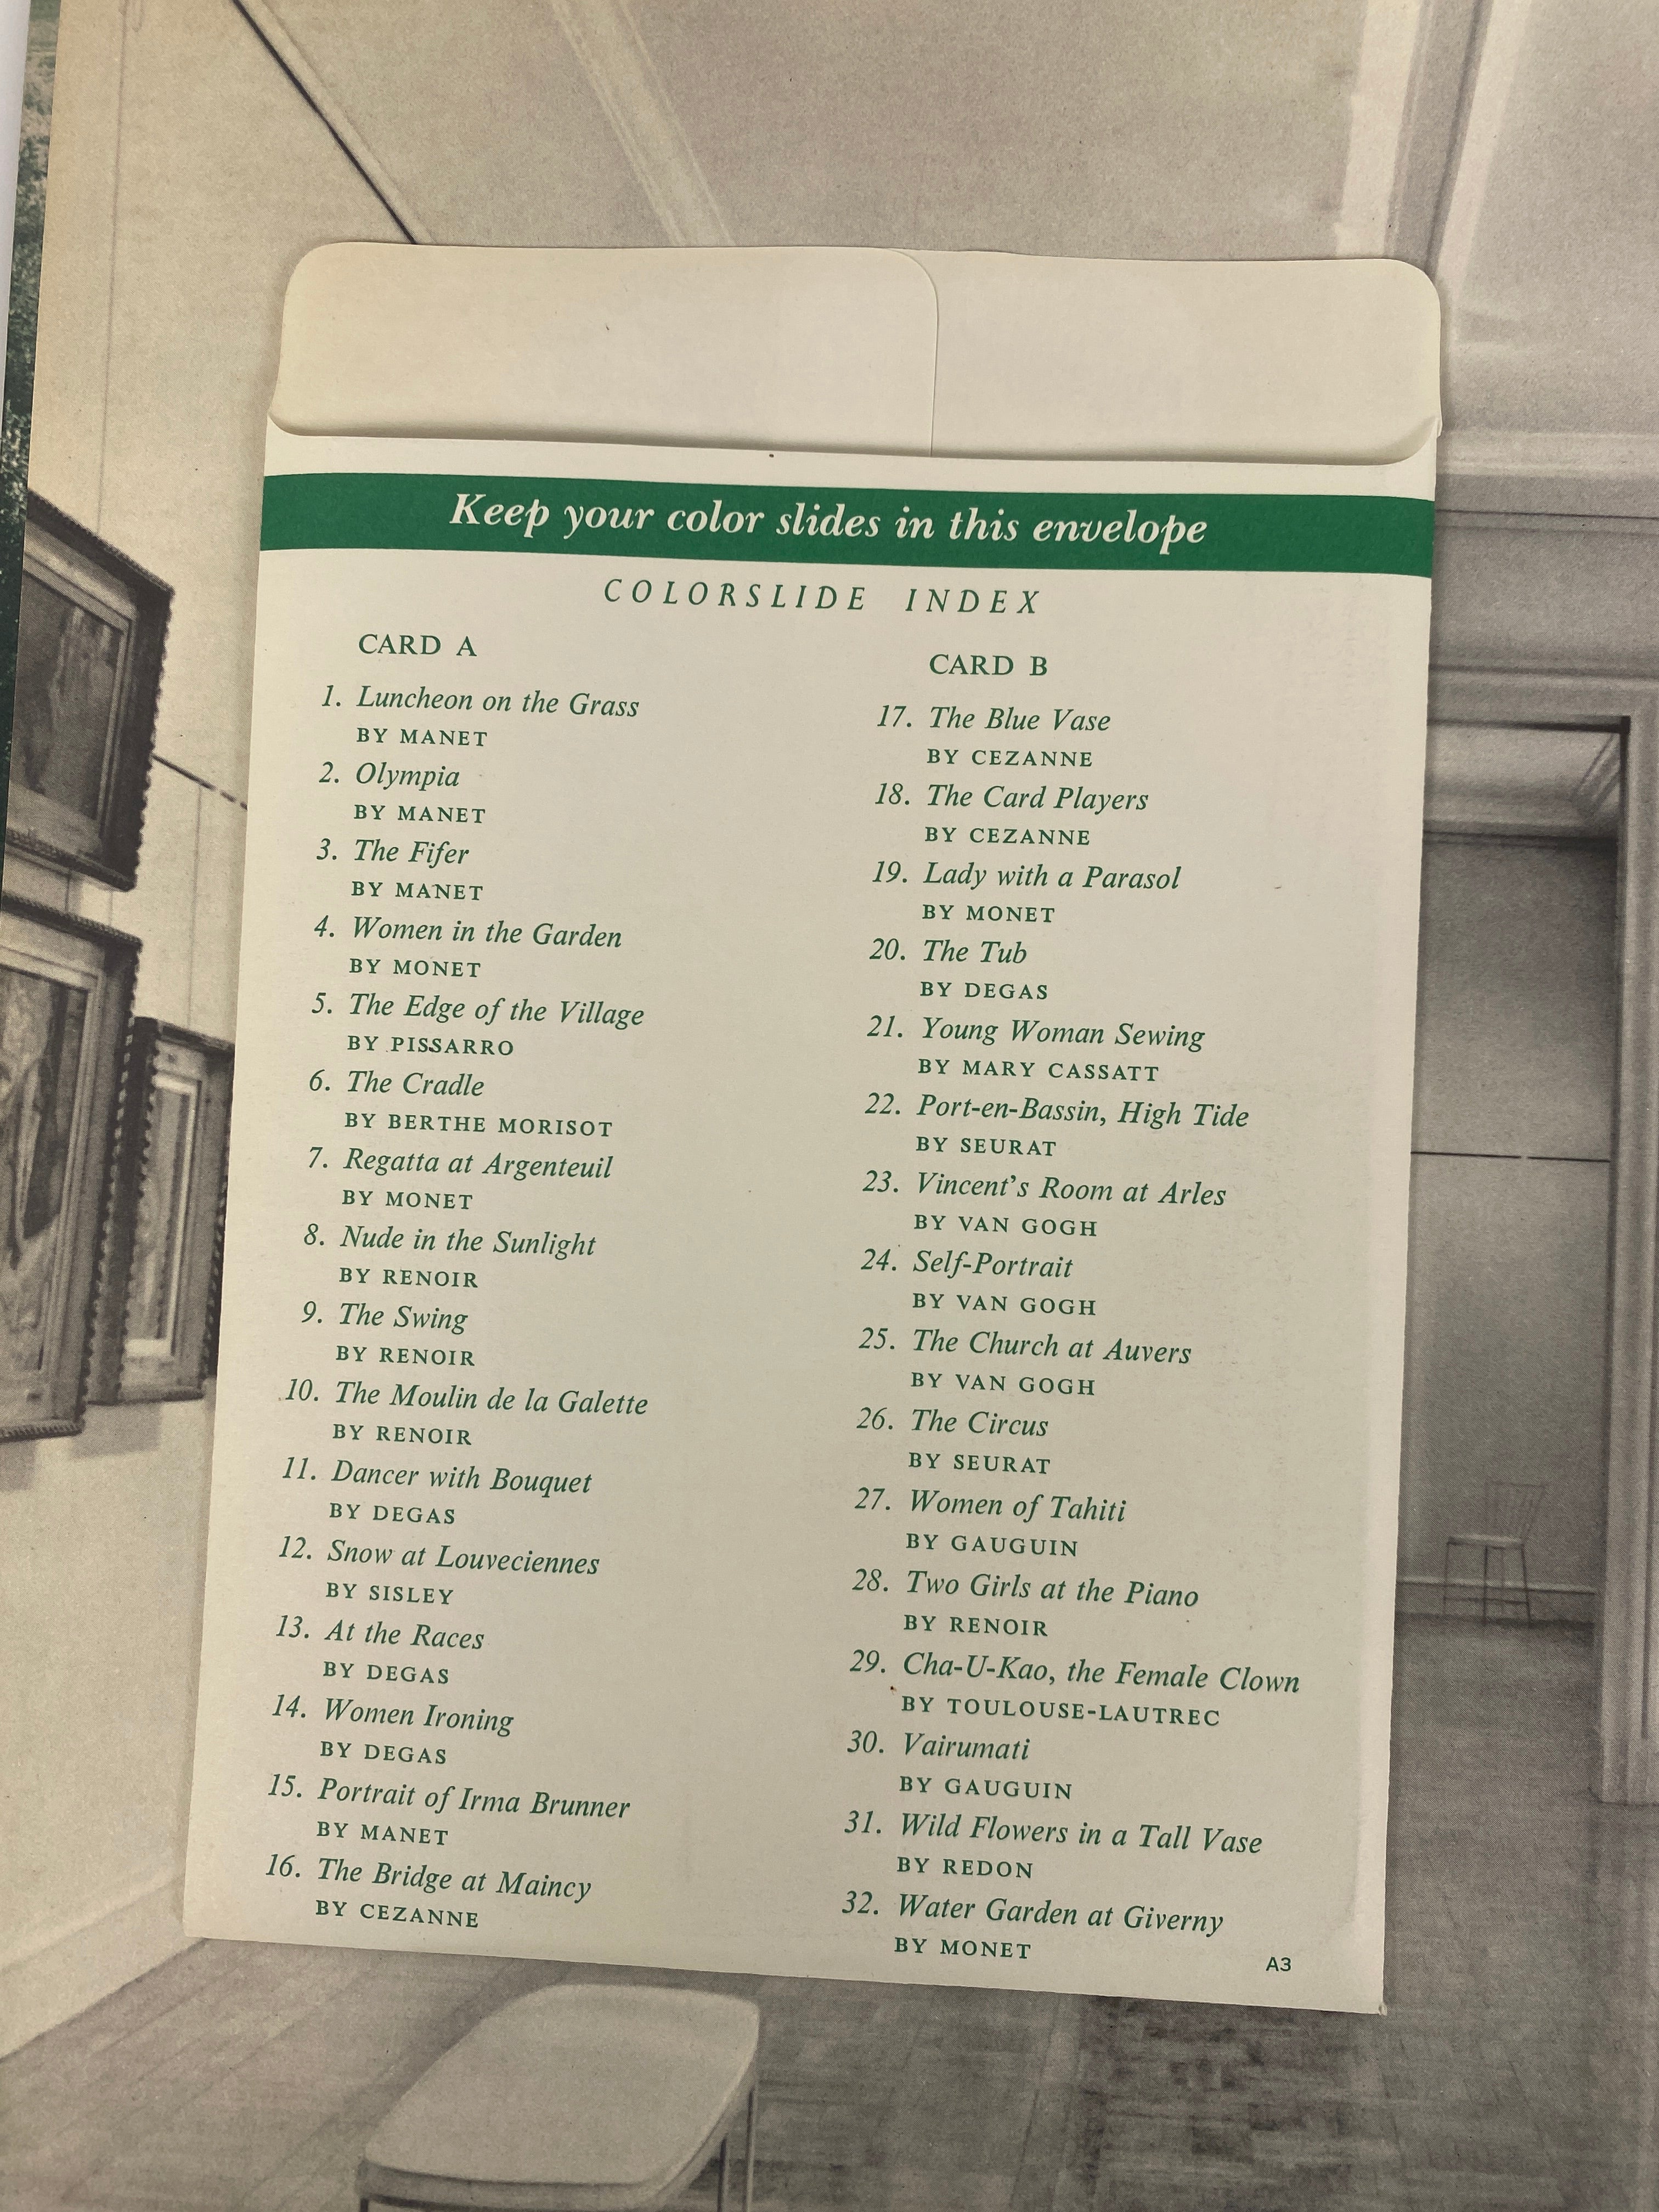 Keep your color slides in this envelope
COLORSLIDE INDEX
CARD A
1. Luncheon on the Grass
BY MANET
2. Olympia
BY MANET
3. The Fifer
BY MANET
4. Women in the Garden
BY MONET
5. The Edge of the Village
BY PISSARRO
6. The Cradle
BY BERTHE MORISOT
7. Regatta at Argenteuil
BY MONET
8. Nude in the Sunlight
BY RENOIR
9. The Swing
BY RENOIR
10. The Moulin de la Galette
BY RENOIR
11. Dancer with Bouquet
BY DEGAS
12. Snow at Louveciennes
BY SISLEY
13. At the Races
BY DEGAS
14. Women Ironing
BY DEGAS
15. Portrait of Irma Brunner
BY MANET
16. The Bridge at Maincy
BY CEZANNE
CARD B
17. The Blue Vase
BY CEZANNE
18. The Card Players
BY CEZANNE
19. Lady with a Parasol
BY MONET
20. The Tub
BY DEGAS
21. Young Woman Sewing
BY MARY CASSATT
22. Port-en-Bassin, High Tide
BY SEURAT
23. Vincent's Room at Arles
BY VAN GOGH
24. Self-Portrait
BY VAN GOGH
25. The Church at Auvers
BY VAN GOGH
26. The Circus
BY SEURAT
27. Women of Tahiti
BY GAUGUIN
28. Two Girls at the Piano
BY RENOIR
29. Cha-U-Kao, the Female Clown
BY TOULOUSE-LAUTREC
30. Vairumati
BY GAUGUIN
31. Wild Flowers in a Tall Vase
BY REDON
32. Water Garden at Giverny
BY MONET
A3